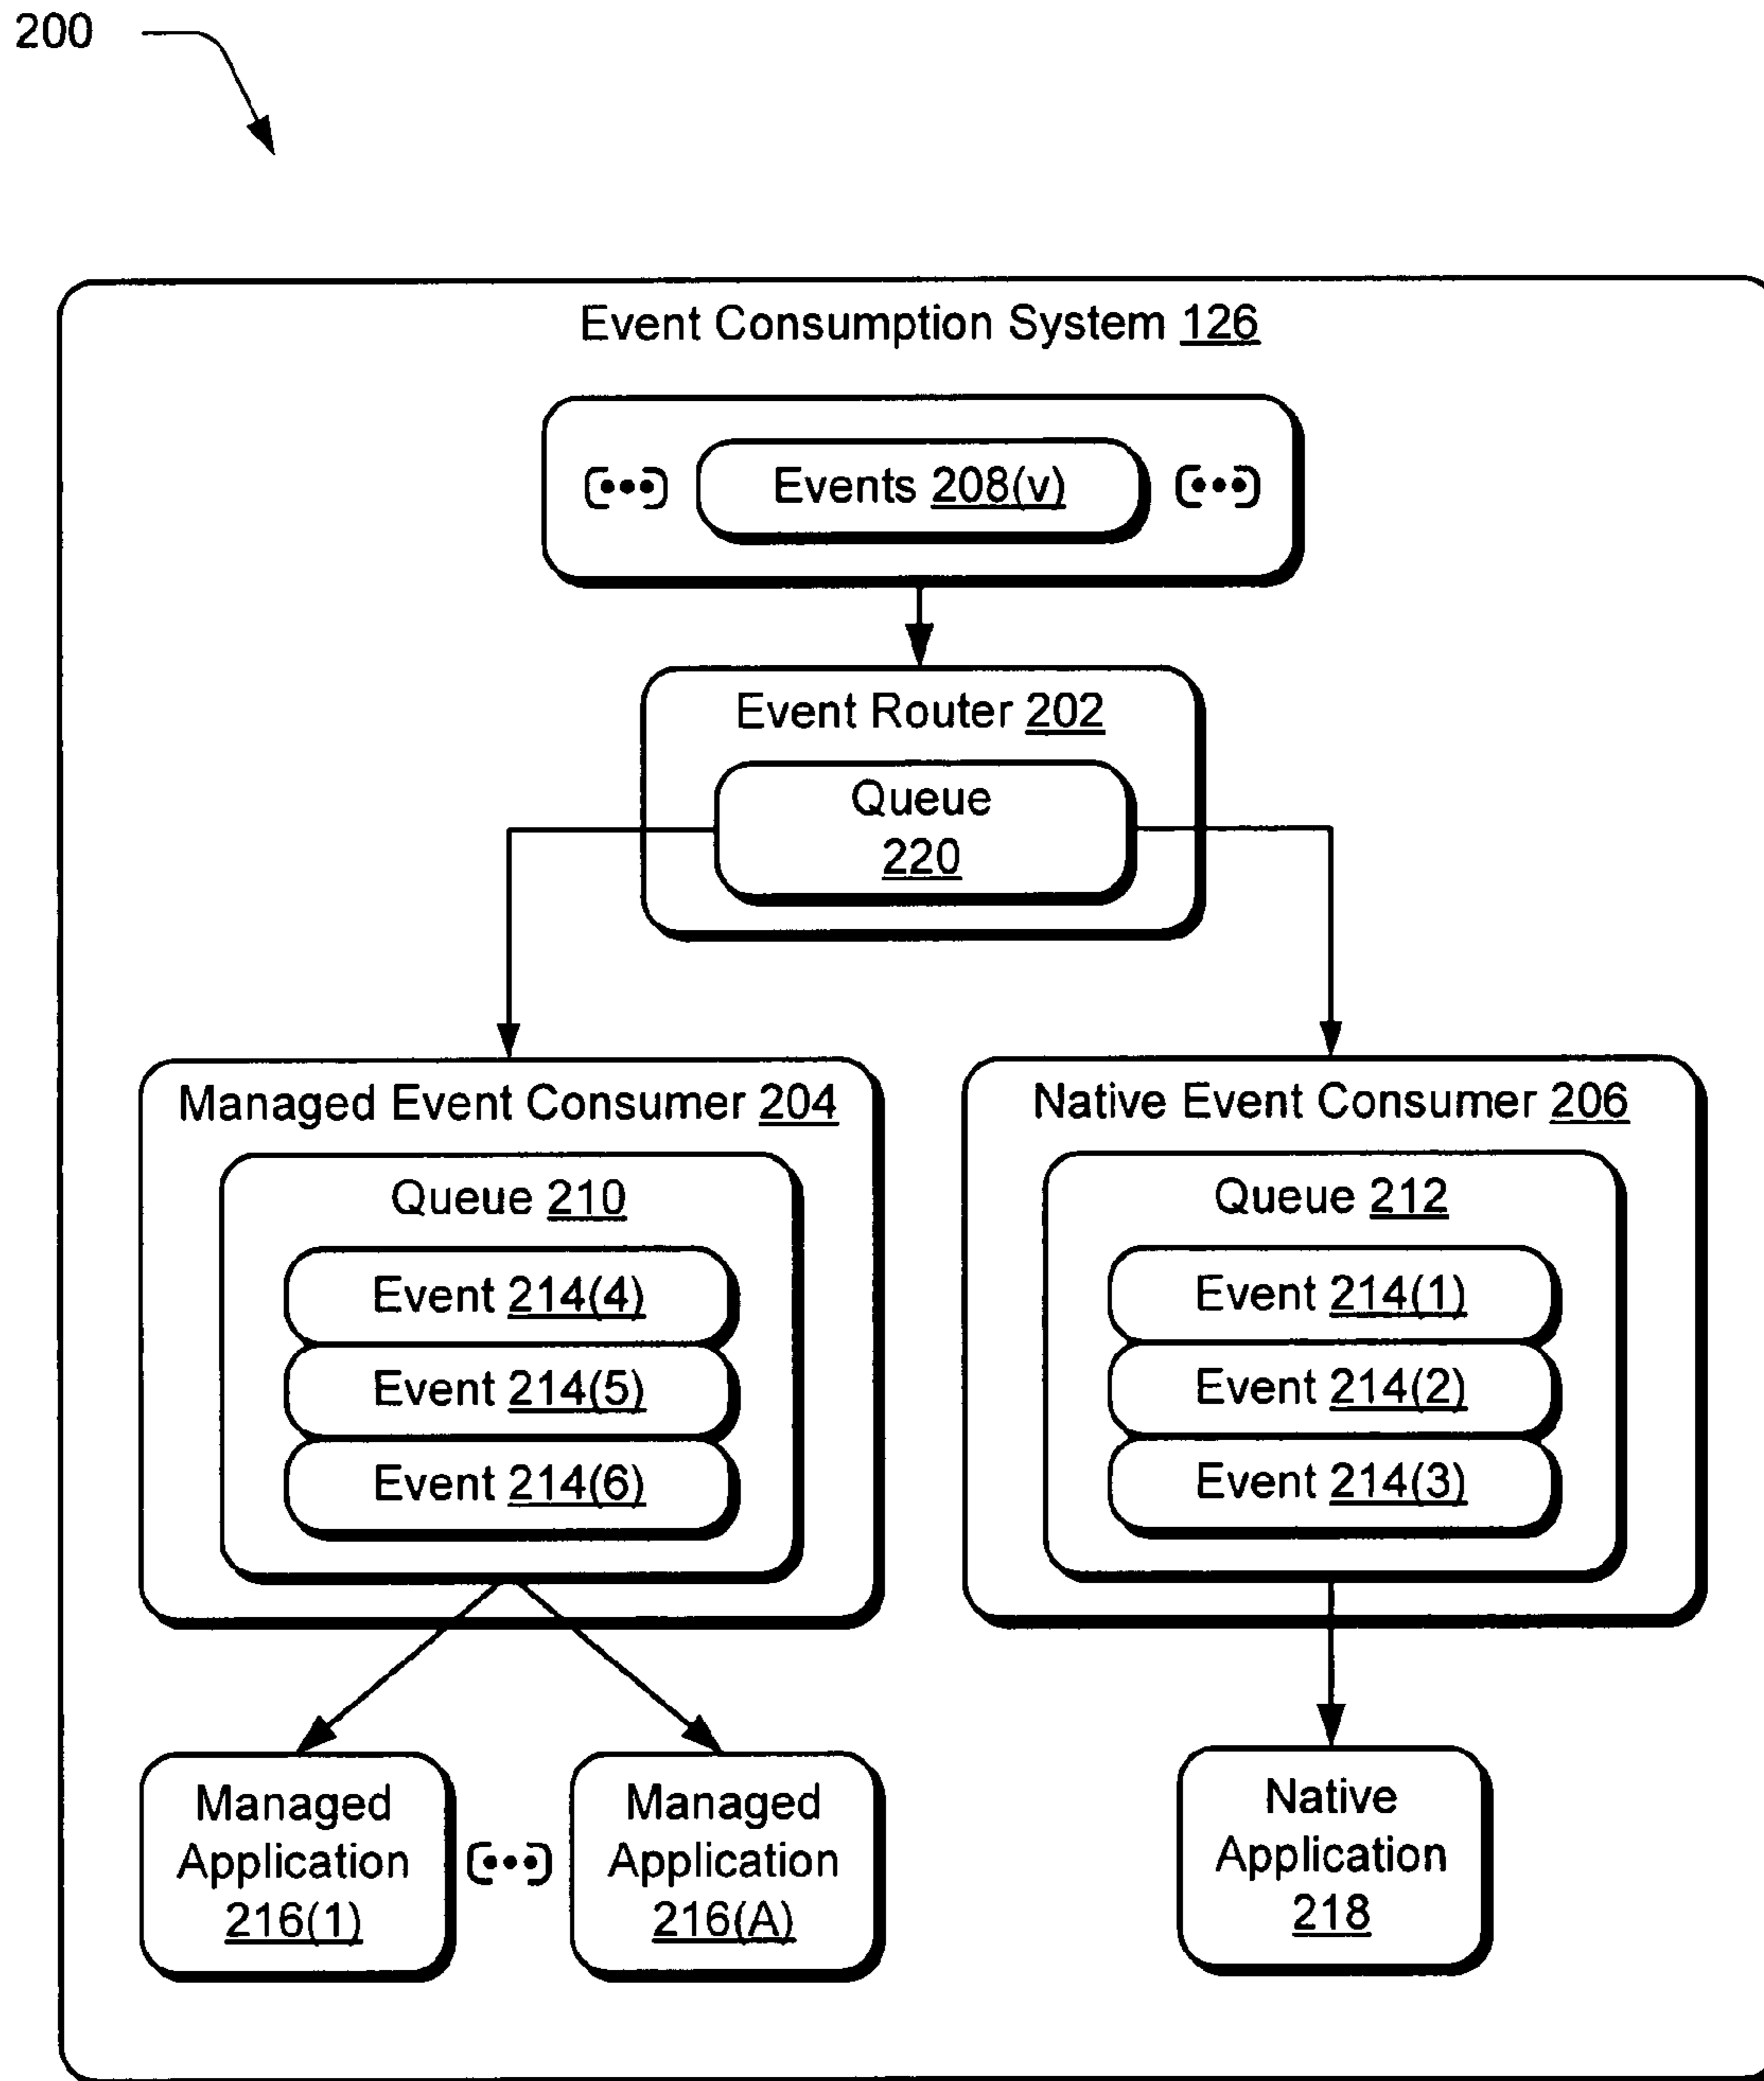 200
Event Consumption System 126
Events 208(v)
Event Router 202
Queue
220
Managed Event Consumer 204
Queue 210
Event 214(4)
Event 214(5)
Event 214(6)
Native Event Consumer 206
Queue 212
Event 214(1)
Event 214(2)
Event 214(3)
Managed
Application
216(1)
Managed
Application
216(A)
Native
Application
218